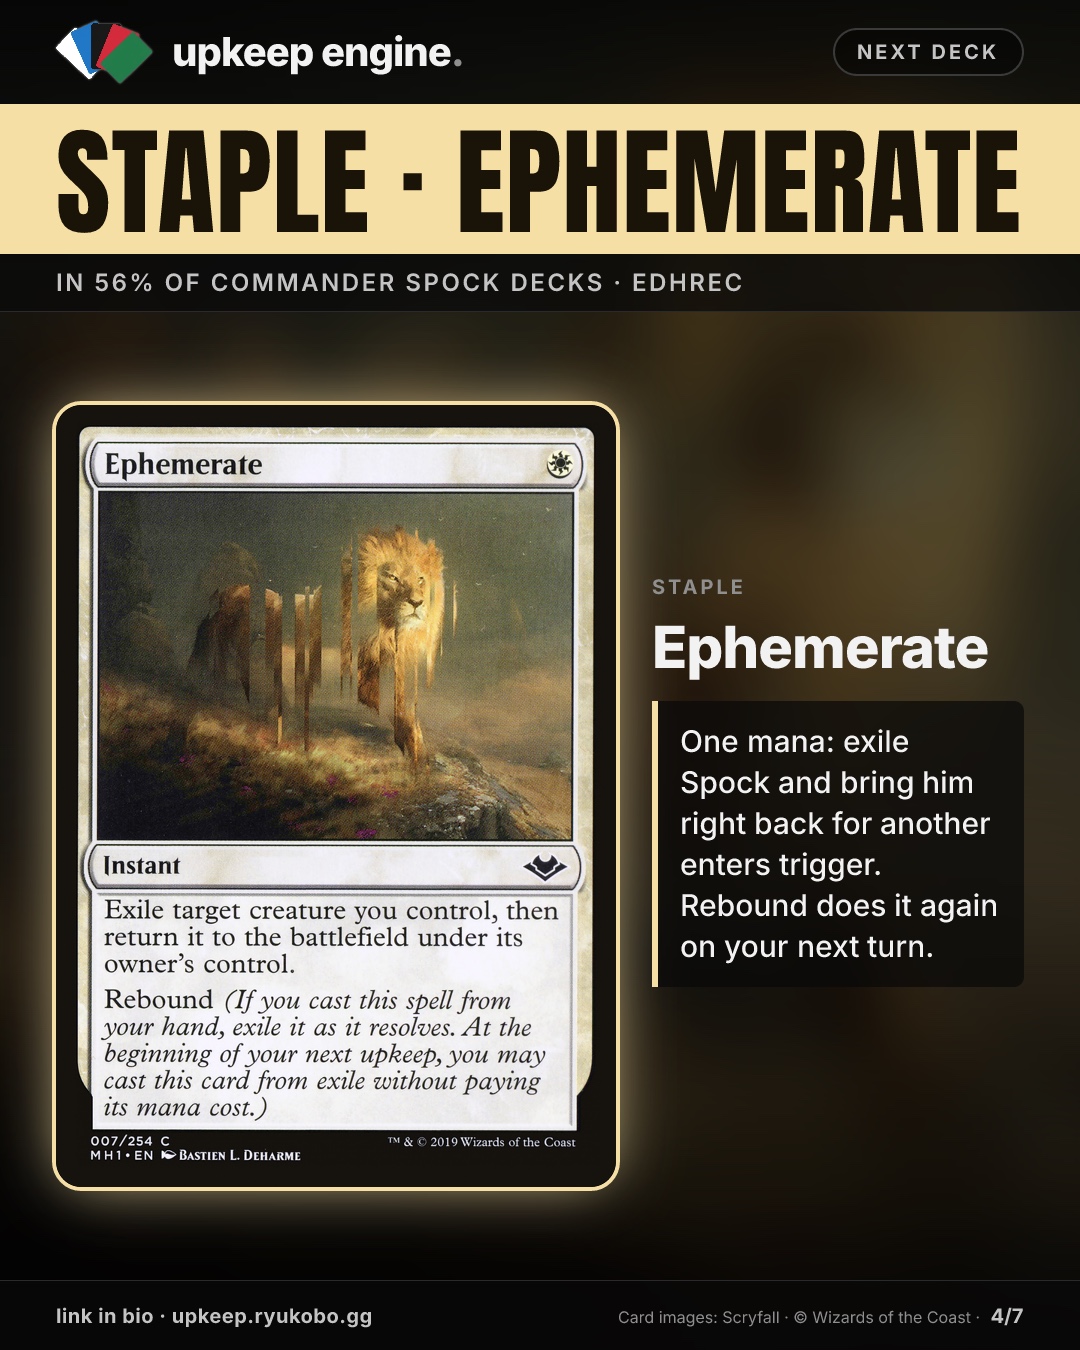 upkeep engine.
NEXT DECK
STAPLE · EPHEMERATE
IN 56% OF COMMANDER SPOCK DECKS · EDHREC
Ephemerate
Instant
Exile target creature you control, then
return it to the battlefield under its
owner's control.
Rebound (If you cast this spell from
your hand, exile it as it resolves. At the
beginning of your next upkeep, you may
cast this card from exile without paying
its mana cost.)
007/254 C
MH1 • EN Bastien L. Deharme
™ & © 2019 Wizards of the Coast
STAPLE
Ephemerate
One mana: exile
Spock and bring him
right back for another
enters trigger.
Rebound does it again
on your next turn.
link in bio · upkeep.ryukobo.gg
Card images: Scryfall · © Wizards of the Coast · 4/7